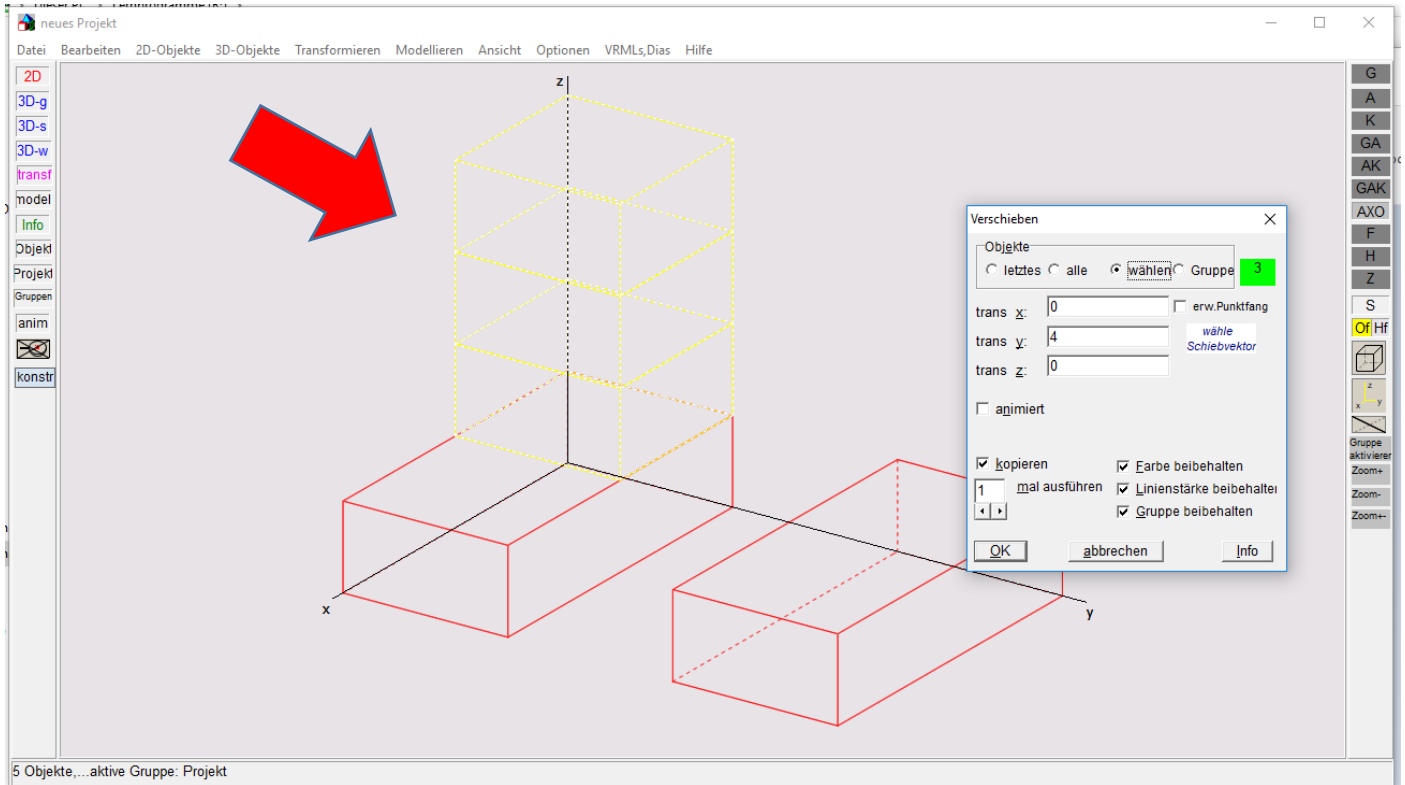 neues Projekt
Datei Bearbeiten 2D-Objekte 3D-Objekte Transformieren Modellieren Ansicht Optionen VRMLs,Dias Hilfe
2D
3D-g
3D-s
3D-w
transf
model
Info
Objekt
Projekt
Gruppen
anim
konstr
z
x
y
Verschieben
Objekte
letztes alle wählen Gruppe 3
trans x: 0 erw.Punktfang
trans y: 4 wähle
Schiebvektor
trans z: 0
animiert
kopieren Farbe beibehalten
1 mal ausführen Linienstärke beibehalten
Gruppe beibehalten
OK abbrechen Info
G
A
K
GA
AK
GAK
AXO
F
H
Z
S
Of Hf
z
x y
Gruppe
aktivieren
Zoom+
Zoom-
Zoom+-
5 Objekte,...aktive Gruppe: Projekt